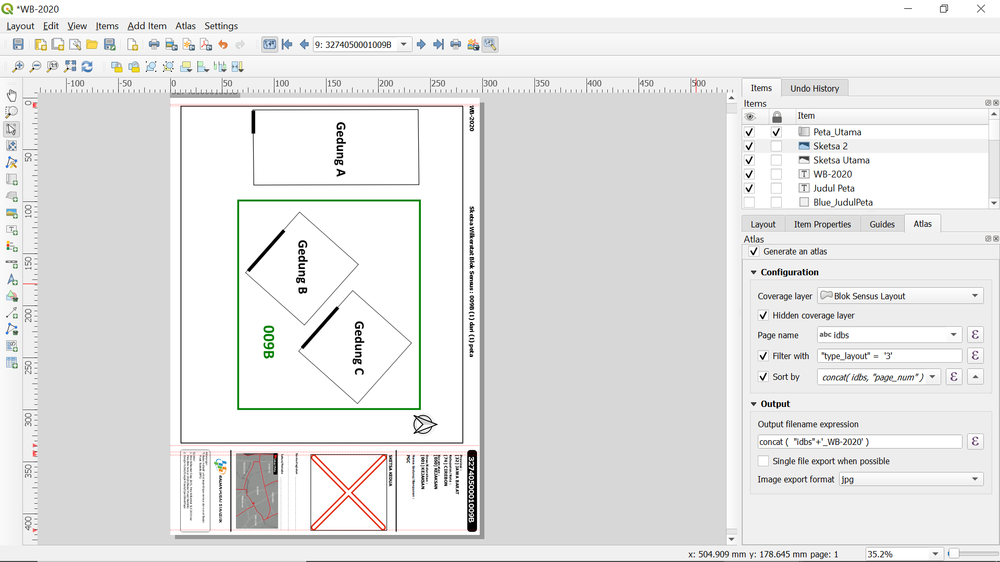 *WB-2020
Layout Edit View Items Add Item Atlas Settings
9: 3274050001009B
-100 -50 0 50 100 150 200 250 300 350 400 450 500
0
50
100
150
200
250
300
350
400
WB-2020
Sketsa Wilkerstat Blok Sensus : 009B (1) dari (1) peta
Gedung A
Gedung B
Gedung C
009B
3274050001009B
Provinsi :
[32] JAWA BARAT
Kabupaten/Kota :
[74] CIREBON
Kecamatan :
[050] KEJAKSAN
Desa/Kelurahan :
[001] KEJAKSAN
Nama Gedung/Bangunan :
PGC
SKETSA KEDUA
Nama Kegiatan
Tahun/Periode
BADAN PUSAT STATISTIK
Items Undo History
Items
Item
Peta_Utama
Sketsa 2
Sketsa Utama
WB-2020
Judul Peta
Blue_JudulPeta
Layout Item Properties Guides Atlas
Atlas
Generate an atlas
Configuration
Coverage layer Blok Sensus Layout
Hidden coverage layer
Page name abc idbs
Filter with "type_layout" = '3'
Sort by concat( idbs, "page_num" )
Output
Output filename expression
concat ( "idbs"+'_WB-2020' )
Single file export when possible
Image export format jpg
x: 504.909 mm y: 178.645 mm page: 1 35.2%